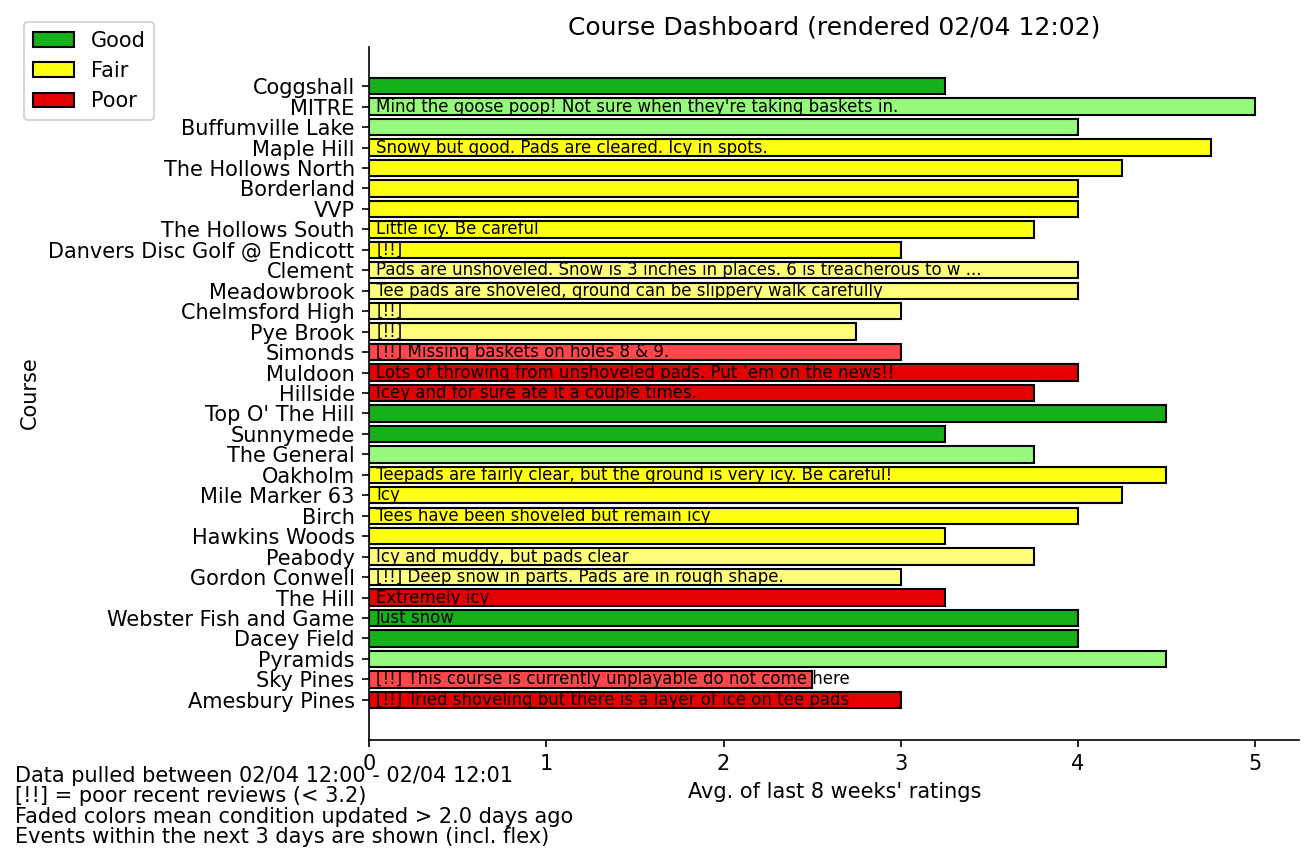 Good
Fair
Poor
Course Dashboard (rendered 02/04 12:02)
Course
Coggshall
MITRE Mind the goose poop! Not sure when they're taking baskets in.
Buffumville Lake
Maple Hill Snowy but good. Pads are cleared. Icy in spots.
The Hollows North
Borderland
VVP
The Hollows South Little icy. Be careful
Danvers Disc Golf @ Endicott [!!]
Clement Pads are unshoveled. Snow is 3 inches in places. 6 is treacherous to w ...
Meadowbrook Tee pads are shoveled, ground can be slippery walk carefully
Chelmsford High [!!]
Pye Brook [!!]
Simonds [!!] Missing baskets on holes 8 & 9.
Muldoon Lots of throwing from unshoveled pads. Put ‘em on the news!!
Hillside Icey and for sure ate it a couple times.
Top O' The Hill
Sunnymede
The General
Oakholm Teepads are fairly clear, but the ground is very icy. Be careful!
Mile Marker 63 Icy
Birch Tees have been shoveled but remain icy
Hawkins Woods
Peabody Icy and muddy, but pads clear
Gordon Conwell [!!] Deep snow in parts. Pads are in rough shape.
The Hill Extremely icy
Webster Fish and Game Just snow
Dacey Field
Pyramids
Sky Pines [!!] This course is currently unplayable do not come here
Amesbury Pines [!!] Tried shoveling but there is a layer of ice on tee pads
0 1 2 3 4 5
Avg. of last 8 weeks' ratings
Data pulled between 02/04 12:00 - 02/04 12:01
[!!] = poor recent reviews (< 3.2)
Faded colors mean condition updated > 2.0 days ago
Events within the next 3 days are shown (incl. flex)